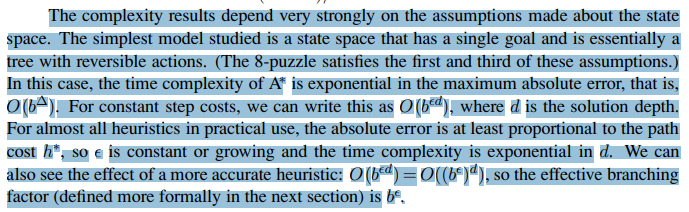 The complexity results depend very strongly on the assumptions made about the state
space. The simplest model studied is a state space that has a single goal and is essentially a
tree with reversible actions. (The 8-puzzle satisfies the first and third of these assumptions.)
In this case, the time complexity of A* is exponential in the maximum absolute error, that is,
O(b^Δ). For constant step costs, we can write this as O(b^{ϵd}), where d is the solution depth.
For almost all heuristics in practical use, the absolute error is at least proportional to the path
cost h*, so ϵ is constant or growing and the time complexity is exponential in d. We can
also see the effect of a more accurate heuristic: O(b^{ϵd}) = O((b^ϵ)^d), so the effective branching
factor (defined more formally in the next section) is b^ϵ.